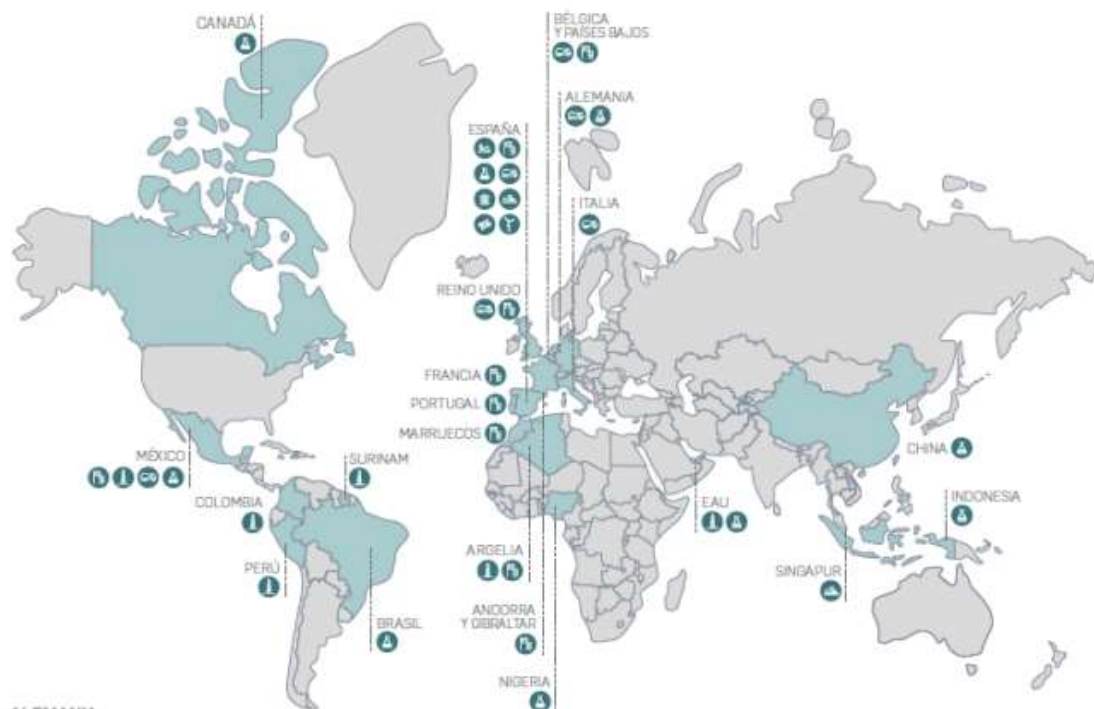 CANADÁ
BÉLGICA
Y PAÍSES BAJOS
ALEMANIA
ESPAÑA
ITALIA
REINO UNIDO
FRANCIA
PORTUGAL
MARRUECOS
MÉXICO
SURINAM
COLOMBIA
PERÚ
BRASIL
ARGELIA
ANDORRA
Y GIBRALTAR
NIGERIA
EAU
CHINA
INDONESIA
SINGAPUR